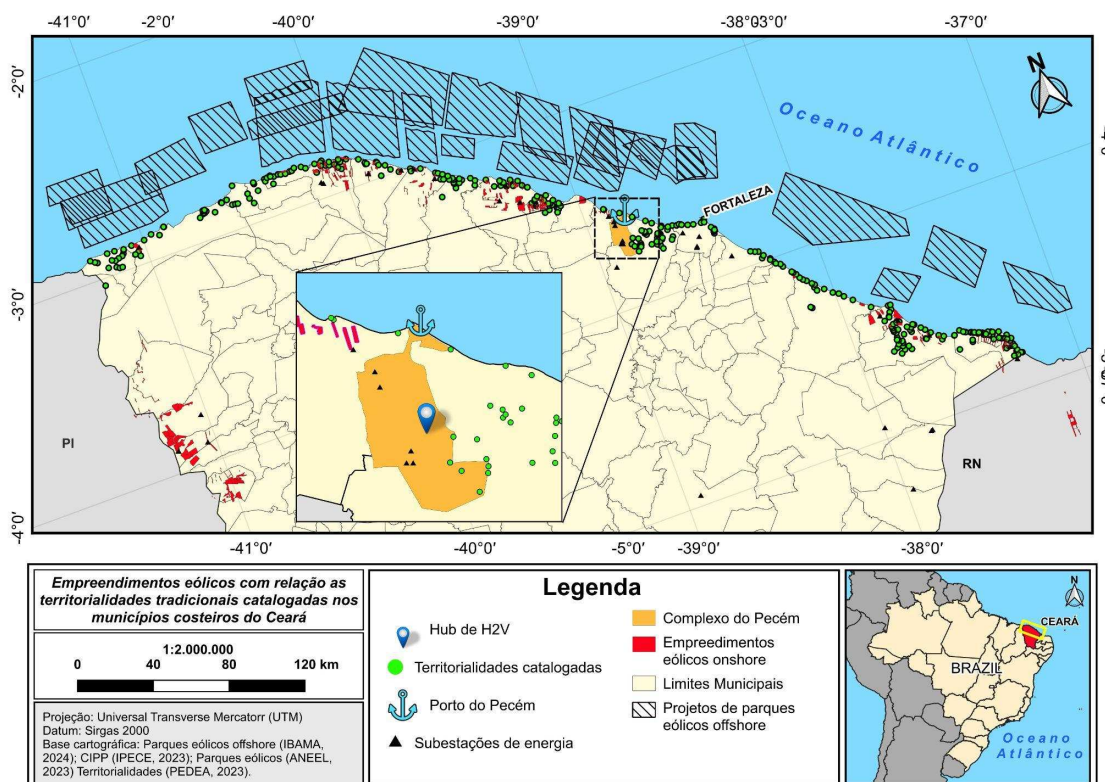 -41°0' -2°0' -40°0' -39°0' -38°03'0' -37°0'
-2°0'
-3°0'
-4°0'
N
Oceano Atlântico
FORTALEZA
PI
RN
-41°0' -40°0' -5°0' -39°0' -38°0'
Empreendimentos eólicos com relação as
territorialidades tradicionais catalogadas nos
municípios costeiros do Ceará
1:2.000.000
0 40 80 120 km
Projeção: Universal Transverse Mercatorr (UTM)
Datum: Sirgas 2000
Base cartográfica: Parques eólicos offshore (IBAMA,
2024); CIPP (IPECE, 2023); Parques eólicos (ANEEL,
2023) Territorialidades (PEDEA, 2023).
Legenda
Hub de H2V
Territorialidades catalogadas
Porto do Pecém
Subestações de energia
Complexo do Pecém
Empreedimentos
eólicos onshore
Limites Municipais
Projetos de parques
eólicos offshore
N
CEARÁ
BRAZIL
Oceano
Atlântico